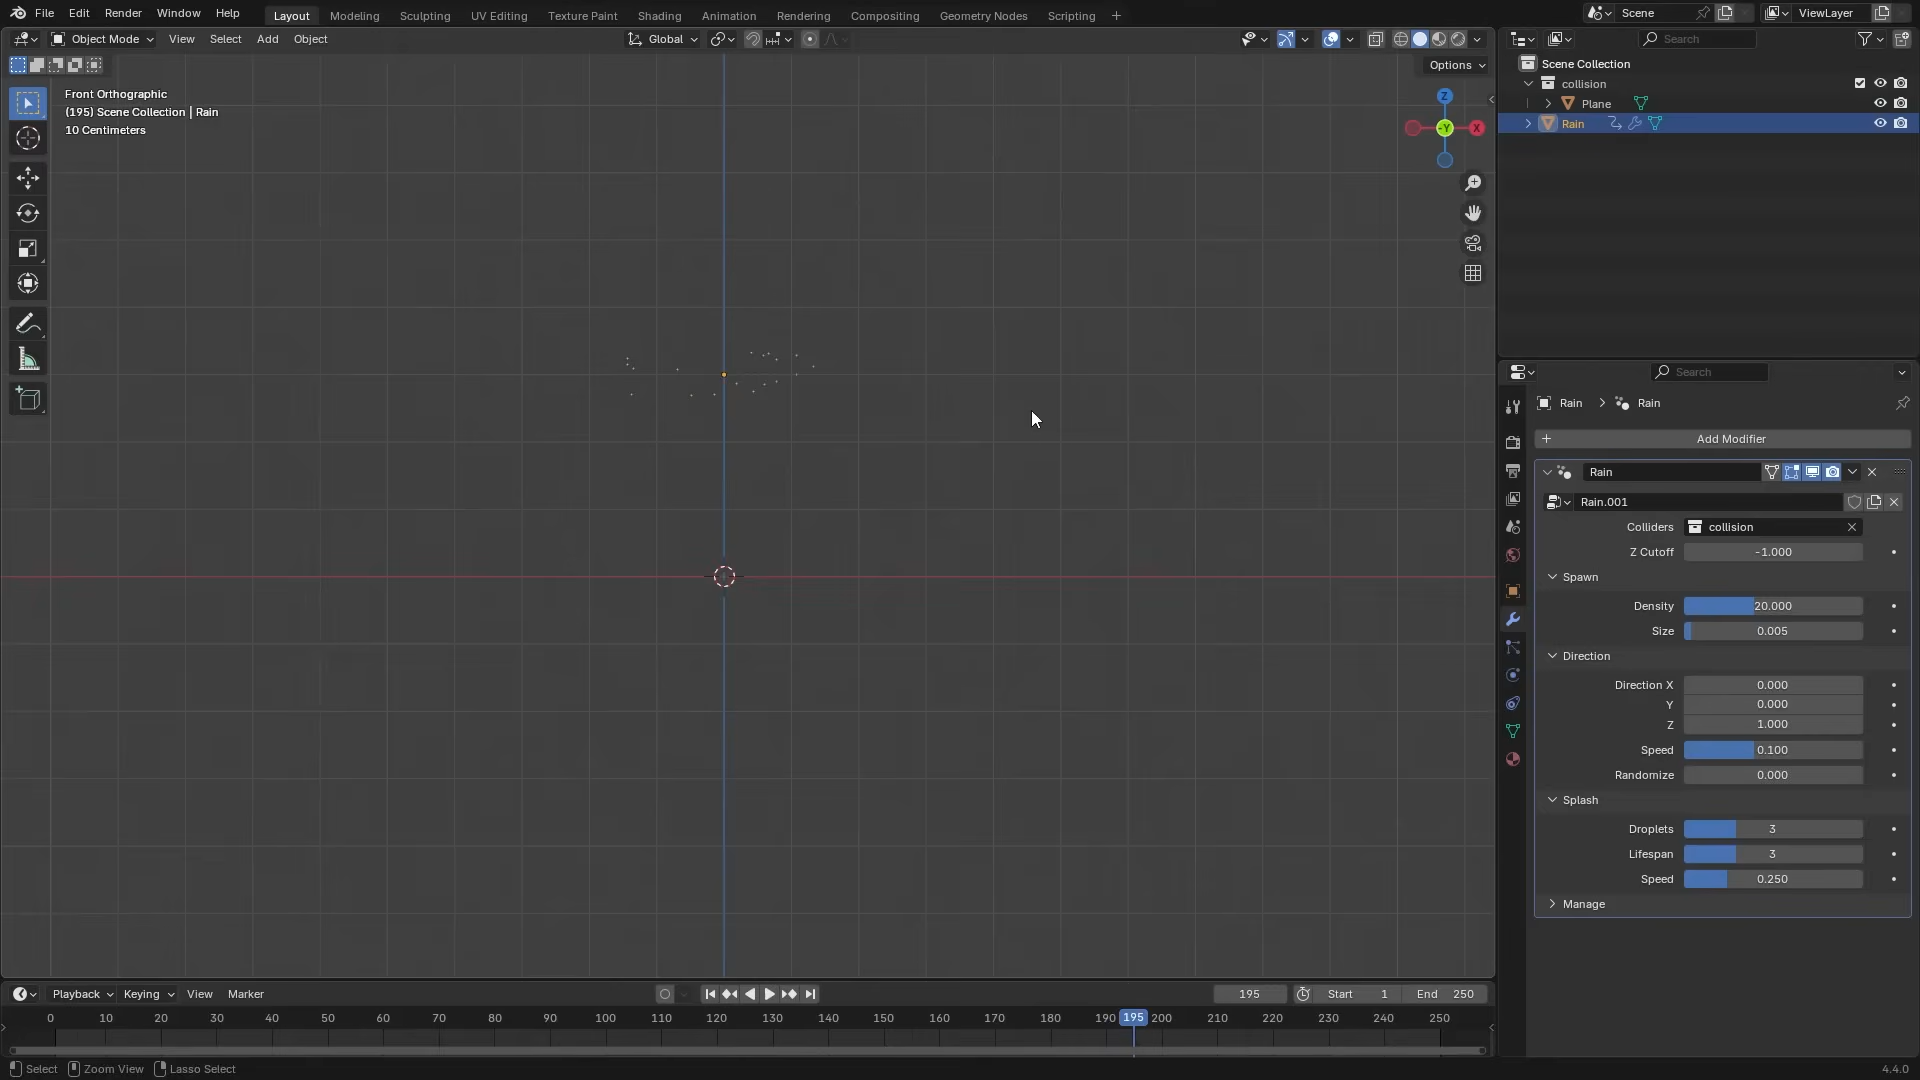 File Edit Render Window Help Layout Modeling Sculpting UV Editing Texture Paint Shading Animation Rendering Compositing Geometry Nodes Scripting + Scene ViewLayer
Object Mode View Select Add Object Global Search
Options
Front Orthographic
(195) Scene Collection | Rain
10 Centimeters
Z
-Y
X
Scene Collection
collision
Plane
Rain
Search
Rain > Rain
+ Add Modifier
Rain
Rain.001
Colliders collision
Z Cutoff -1.000
Spawn
Density 20.000
Size 0.005
Direction
Direction X 0.000
Y 0.000
Z 1.000
Speed 0.100
Randomize 0.000
Splash
Droplets 3
Lifespan 3
Speed 0.250
Manage
Playback Keying View Marker 195 Start 1 End 250
0 10 20 30 40 50 60 70 80 90 100 110 120 130 140 150 160 170 180 190 195 200 210 220 230 240 250
Select Zoom View Lasso Select 4.4.0